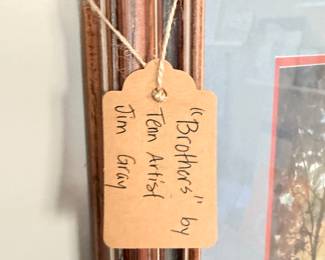 "Brothers" by
Tenn Artist
Jim Gray